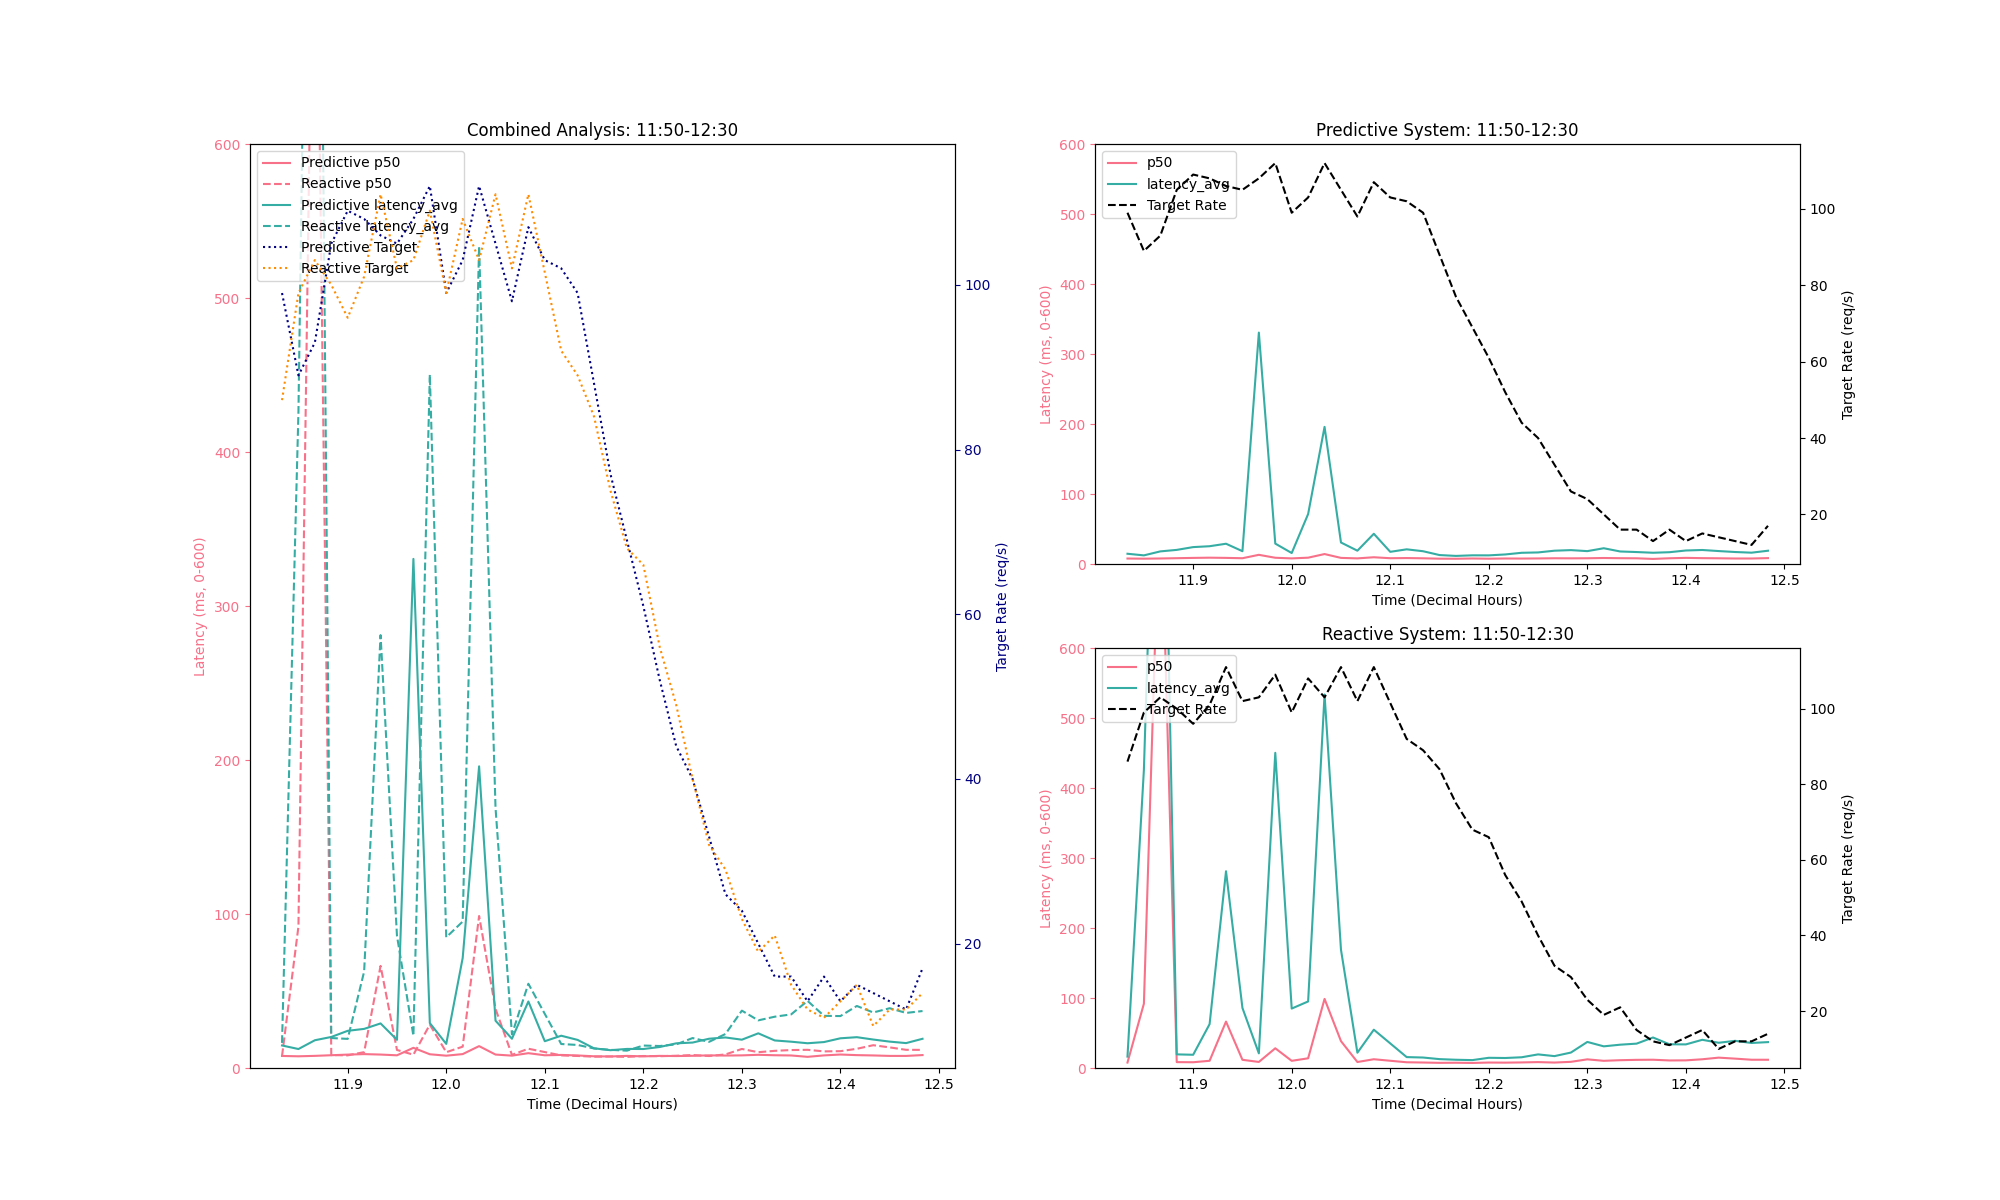 Combined Analysis: 11:50-12:30
Predictive p50
Reactive p50
Predictive latency_avg
Reactive latency_avg
Predictive Target
Reactive Target
600
500
400
300
200
100
0
Latency (ms, 0-600)
100
80
60
40
20
Target Rate (req/s)
11.9 12.0 12.1 12.2 12.3 12.4 12.5
Time (Decimal Hours)
Predictive System: 11:50-12:30
p50
latency_avg
Target Rate
600
500
400
300
200
100
0
Latency (ms, 0-600)
100
80
60
40
20
Target Rate (req/s)
11.9 12.0 12.1 12.2 12.3 12.4 12.5
Time (Decimal Hours)
Reactive System: 11:50-12:30
p50
latency_avg
Target Rate
600
500
400
300
200
100
0
Latency (ms, 0-600)
100
80
60
40
20
Target Rate (req/s)
11.9 12.0 12.1 12.2 12.3 12.4 12.5
Time (Decimal Hours)